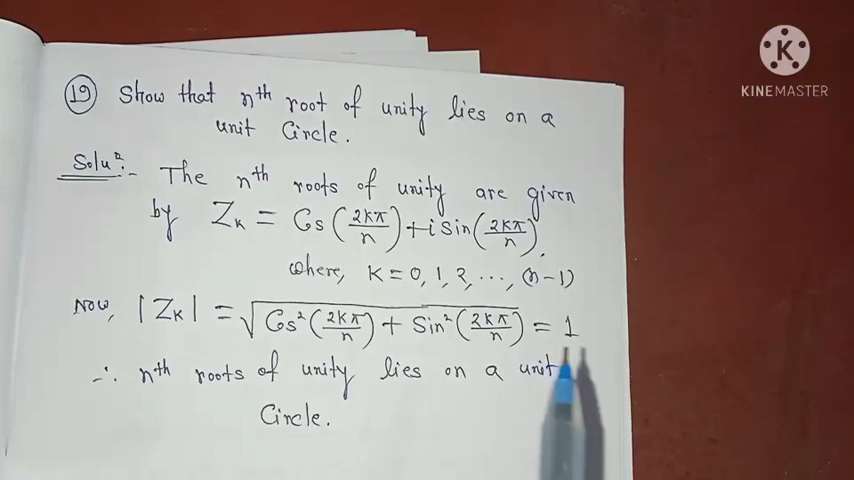 19 Show that nth root of unity lies on a
unit Circle.
Soluⁿ:- The nth roots of unity are given
by Zₖ = Cos(2kπ/n) + i Sin(2kπ/n),
where, K = 0, 1, 2, ..., (n-1)
Now, |Zₖ| = √(Cos²(2kπ/n) + Sin²(2kπ/n)) = 1
∴ nth roots of unity lies on a unit
Circle.
K
KINEMASTER